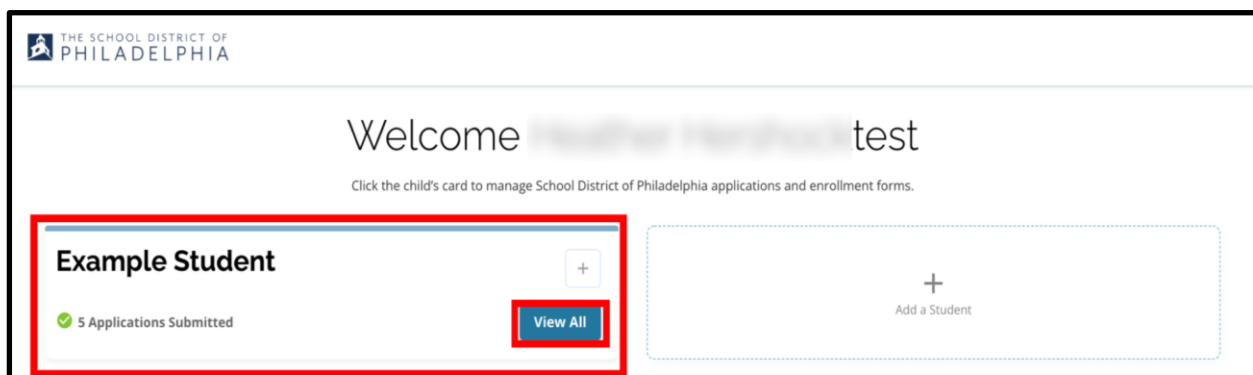 THE SCHOOL DISTRICT OF
PHILADELPHIA
Welcome test
Click the child's card to manage School District of Philadelphia applications and enrollment forms.
Example Student
+
5 Applications Submitted
View All
+
Add a Student